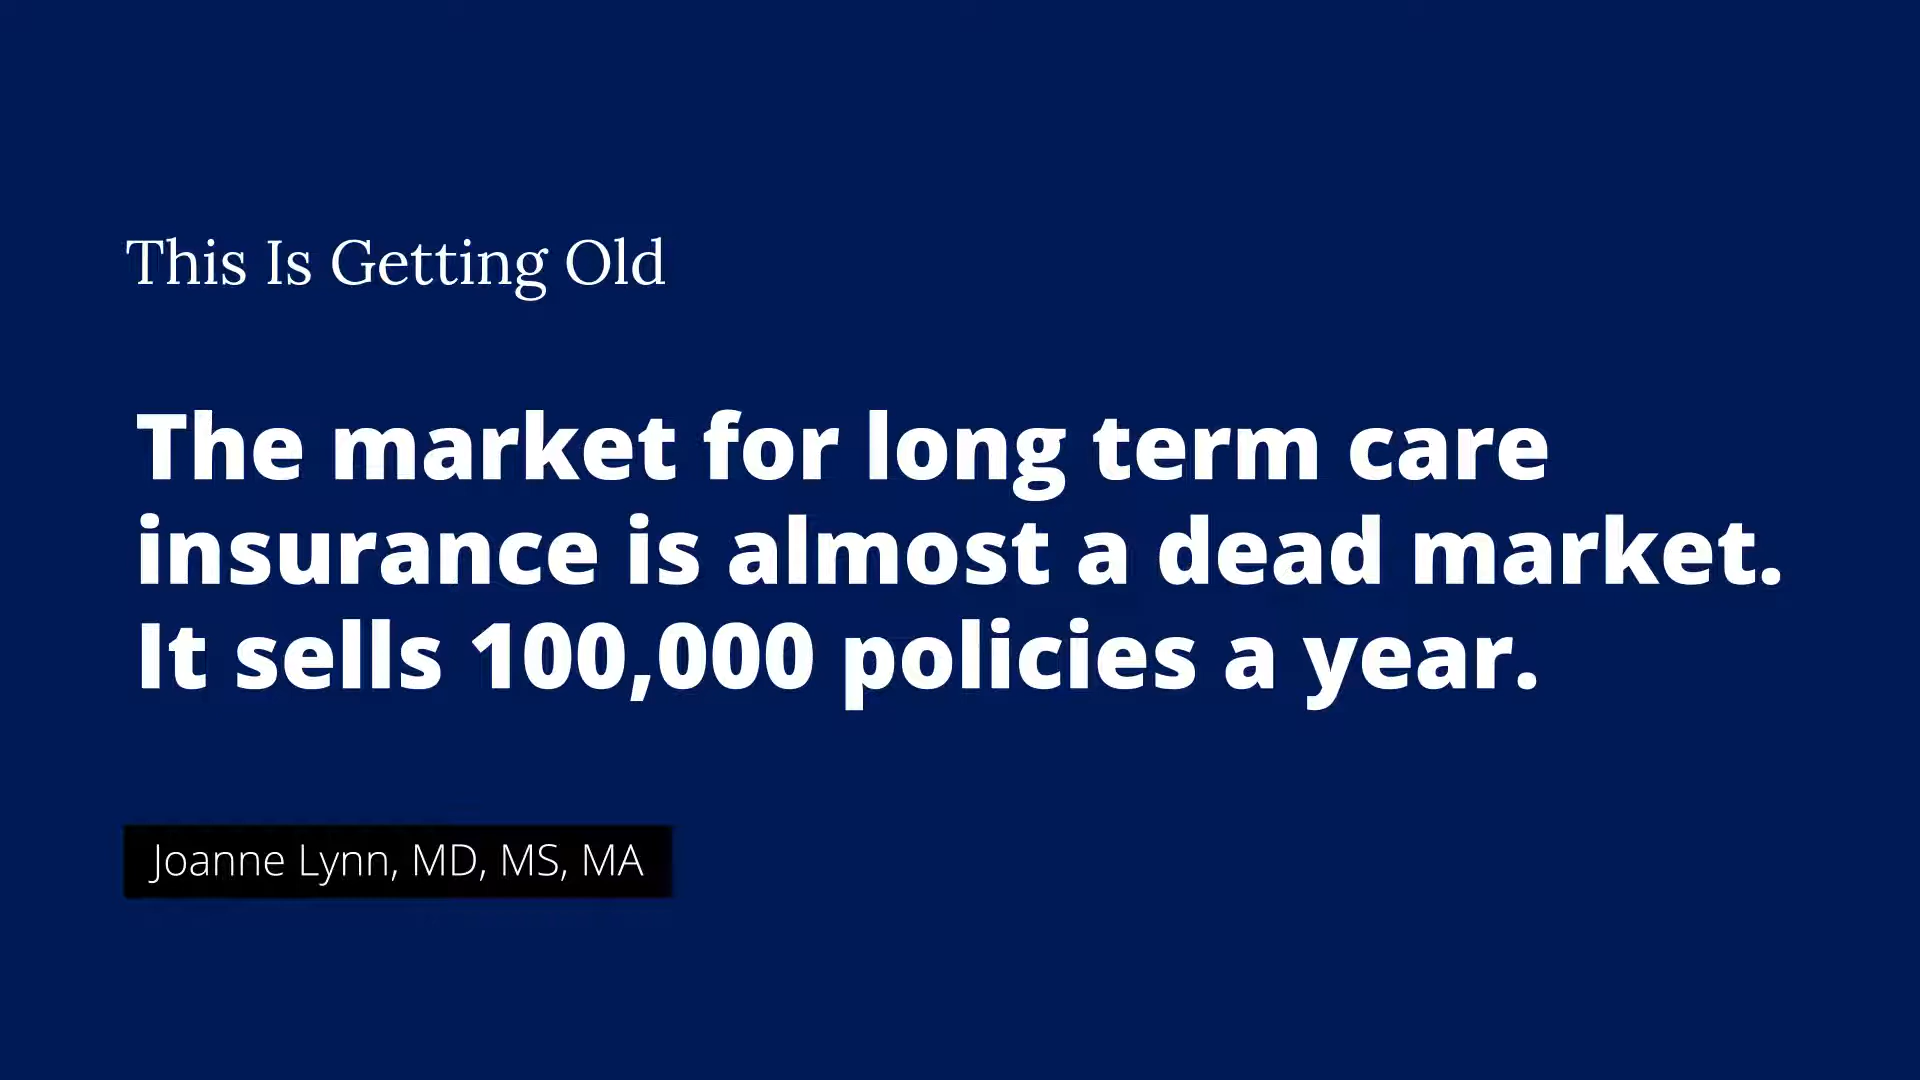 This Is Getting Old
The market for long term care
insurance is almost a dead market.
It sells 100,000 policies a year.
Joanne Lynn, MD, MS, MA